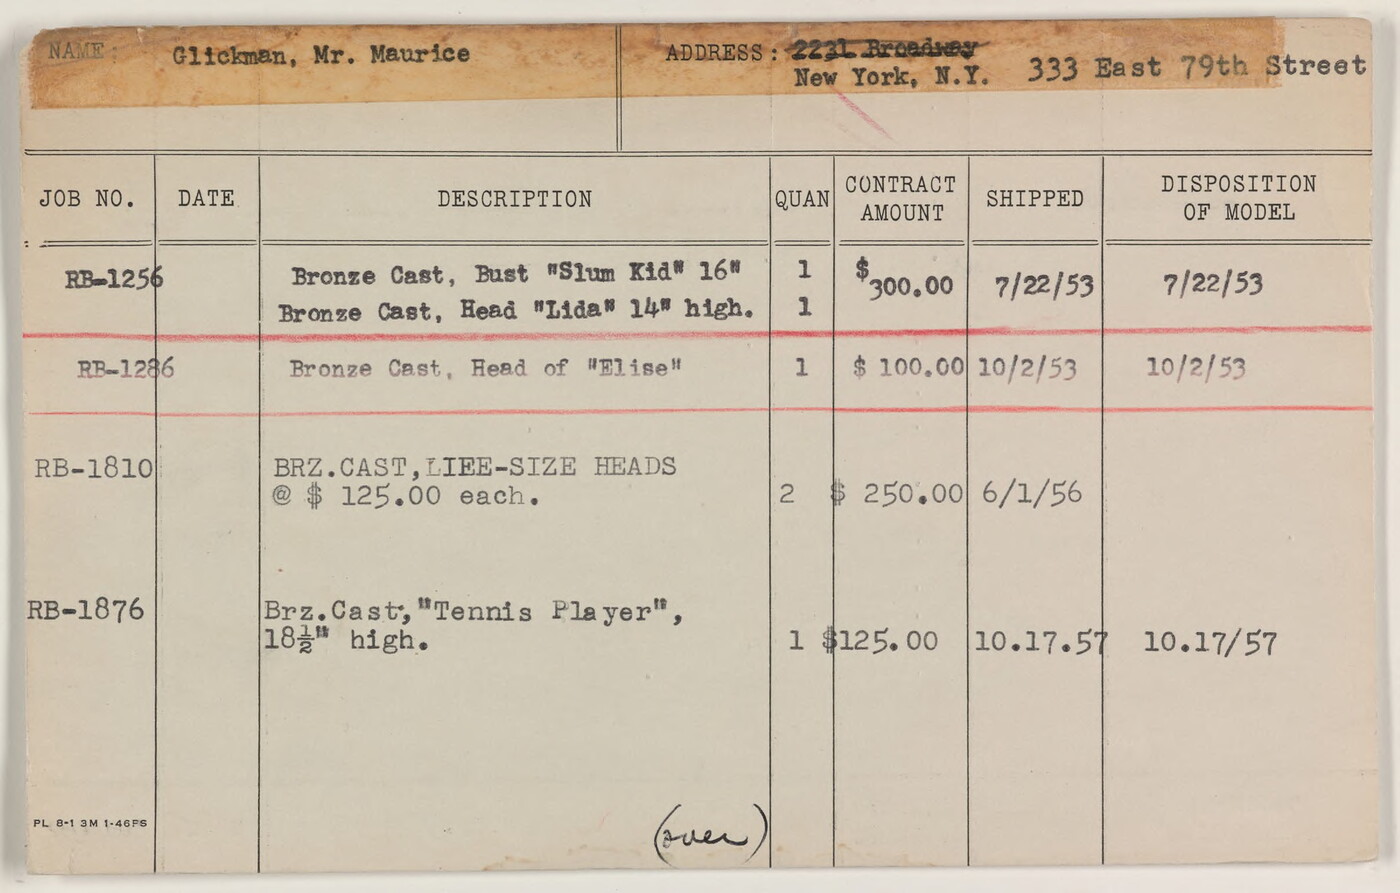 NAME: Glickman, Mr. Maurice ADDRESS: 2231 Broadway
New York, N.Y. 333 East 79th Street
JOB NO. DATE DESCRIPTION QUAN CONTRACT AMOUNT SHIPPED DISPOSITION OF MODEL
RB-1256 Bronze Cast, Bust "Slum Kid" 16" 1 $300.00 7/22/53 7/22/53
Bronze Cast, Head "Lida" 14" high. 1
RB-1286 Bronze Cast, Head of "Elise" 1 $ 100.00 10/2/53 10/2/53
RB-1810 BRZ.CAST,LIEE-SIZE HEADS
@ $ 125.00 each. 2 $ 250.00 6/1/56
RB-1876 Brz.Cast,"Tennis Player",
18½" high. 1 $125.00 10.17.57 10.17/57
PL 8-1 3M 1-46PS
(over)